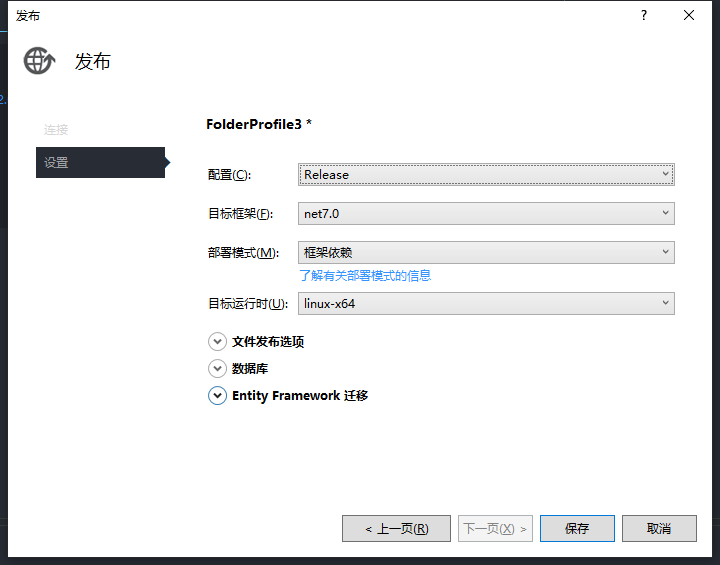 发布
?
发布
2.
连接
设置
FolderProfile3 *
配置(C): Release
目标框架(F): net7.0
部署模式(M): 框架依赖
了解有关部署模式的信息
目标运行时(U): linux-x64
文件发布选项
数据库
Entity Framework 迁移
< 上一页(R) 下一页(X) > 保存 取消